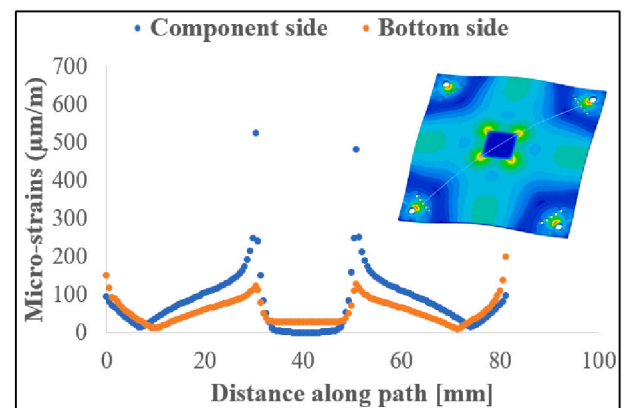 • Component side • Bottom side
700
600
500
400
300
200
100
0
Micro-strains (µm/m)
0 20 40 60 80 100
Distance along path [mm]